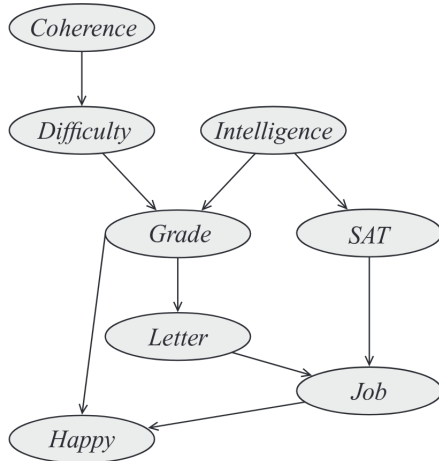 Coherence
Difficulty
Intelligence
Grade
SAT
Letter
Job
Happy